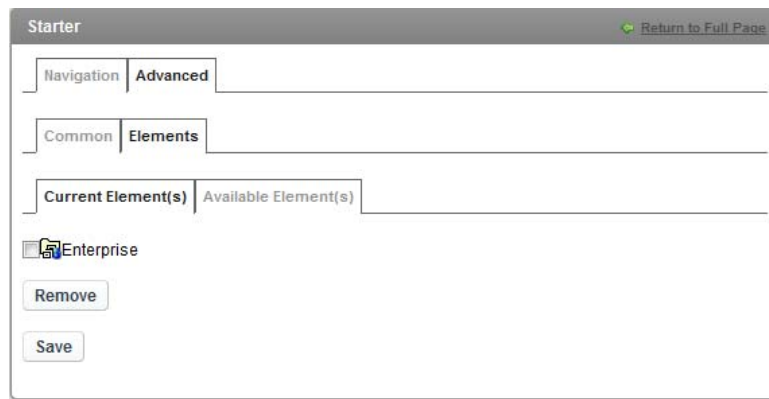 Starter Return to Full Page
Navigation Advanced
Common Elements
Current Element(s) Available Element(s)
Enterprise
Remove
Save